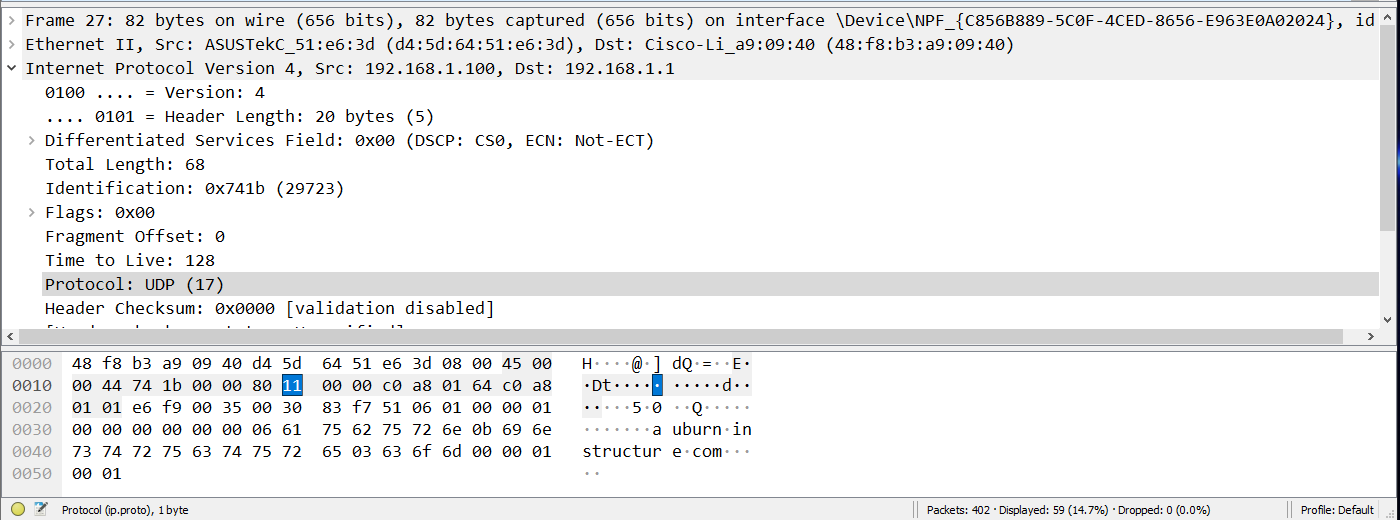 Frame 27: 82 bytes on wire (656 bits), 82 bytes captured (656 bits) on interface \Device\NPF_{C856B889-5C0F-4CED-8656-E963E0A02024}, id
Ethernet II, Src: ASUSTekC_51:e6:3d (d4:5d:64:51:e6:3d), Dst: Cisco-Li_a9:09:40 (48:f8:b3:a9:09:40)
Internet Protocol Version 4, Src: 192.168.1.100, Dst: 192.168.1.1
0100 .... = Version: 4
.... 0101 = Header Length: 20 bytes (5)
Differentiated Services Field: 0x00 (DSCP: CS0, ECN: Not-ECT)
Total Length: 68
Identification: 0x741b (29723)
Flags: 0x00
Fragment Offset: 0
Time to Live: 128
Protocol: UDP (17)
Header Checksum: 0x0000 [validation disabled]
0000 48 f8 b3 a9 09 40 d4 5d 64 51 e6 3d 08 00 45 00 H····@·] dQ·=··E·
0010 00 44 74 1b 00 00 80 11 00 00 c0 a8 01 64 c0 a8 ·Dt····· ·····d··
0020 01 01 e6 f9 00 35 00 30 83 f7 51 06 01 00 00 01 ·····5·0 ··Q·····
0030 00 00 00 00 00 00 06 61 75 62 75 72 6e 0b 69 6e ·······a uburn·in
0040 73 74 72 75 63 74 75 72 65 03 63 6f 6d 00 00 01 structur e·com···
0050 00 01 ··
Protocol (ip.proto), 1 byte Packets: 402 · Displayed: 59 (14.7%) · Dropped: 0 (0.0%) Profile: Default